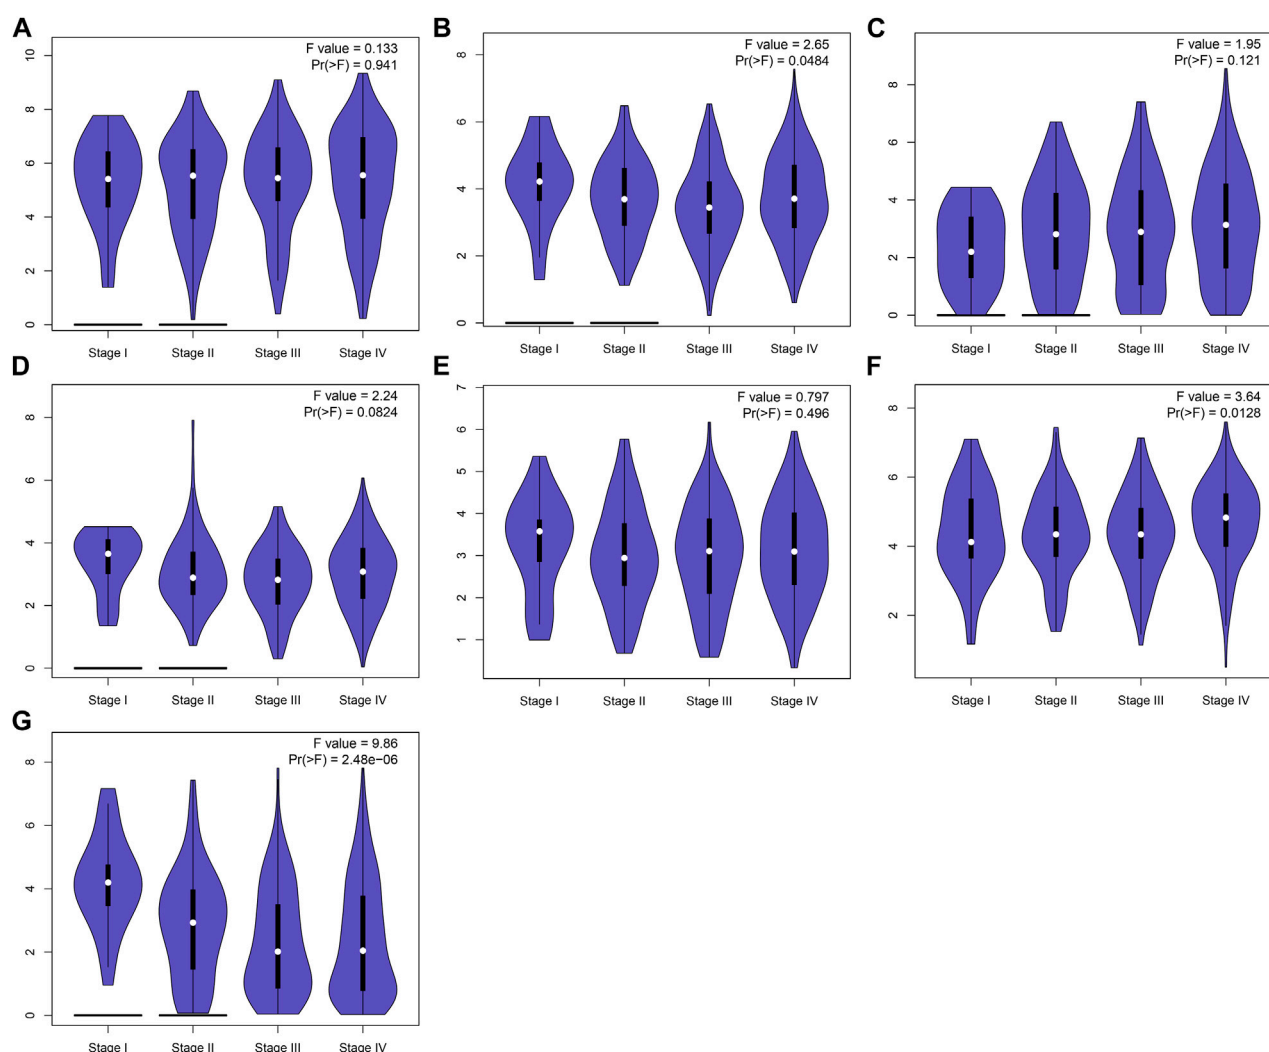 A
F value = 0.133
Pr(>F) = 0.941
10
8
6
4
2
0
Stage I
Stage II
Stage III
Stage IV
B
F value = 2.65
Pr(>F) = 0.0484
8
6
4
2
0
Stage I
Stage II
Stage III
Stage IV
C
F value = 1.95
Pr(>F) = 0.121
8
6
4
2
0
Stage I
Stage II
Stage III
Stage IV
D
F value = 2.24
Pr(>F) = 0.0824
8
6
4
2
0
Stage I
Stage II
Stage III
Stage IV
E
F value = 0.797
Pr(>F) = 0.496
7
6
5
4
3
2
1
Stage I
Stage II
Stage III
Stage IV
F
F value = 3.64
Pr(>F) = 0.0128
8
6
4
2
Stage I
Stage II
Stage III
Stage IV
G
F value = 9.86
Pr(>F) = 2.48e−06
8
6
4
2
0
Stage I
Stage II
Stage III
Stage IV